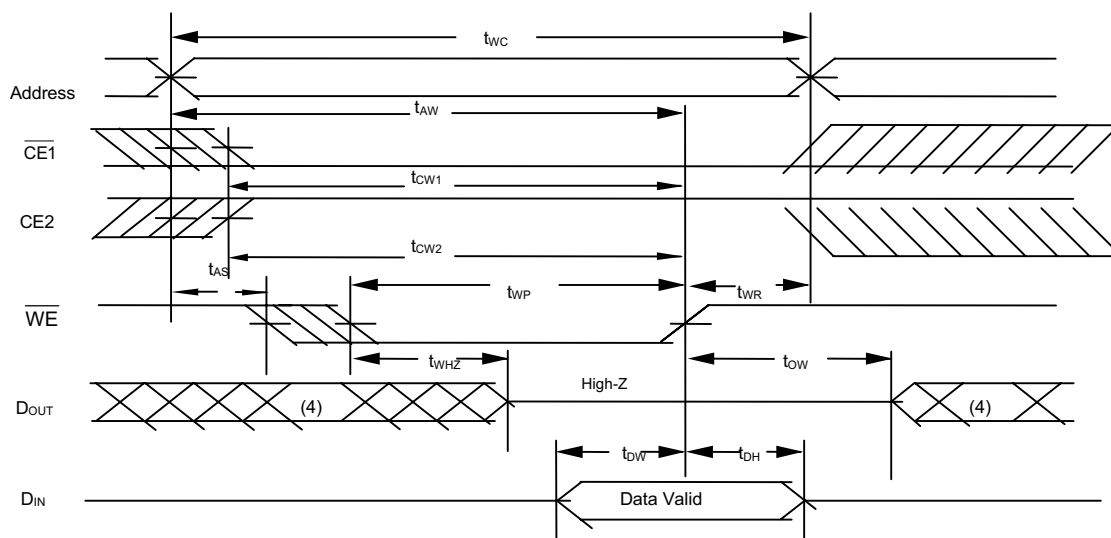 tWC
Address
tAW
CE1
tCW1
CE2
tCW2
tAS
tWP
tWR
WE
tWHZ
tOW
High-Z
DOUT
(4)
(4)
tDW
tDH
DIN
Data Valid